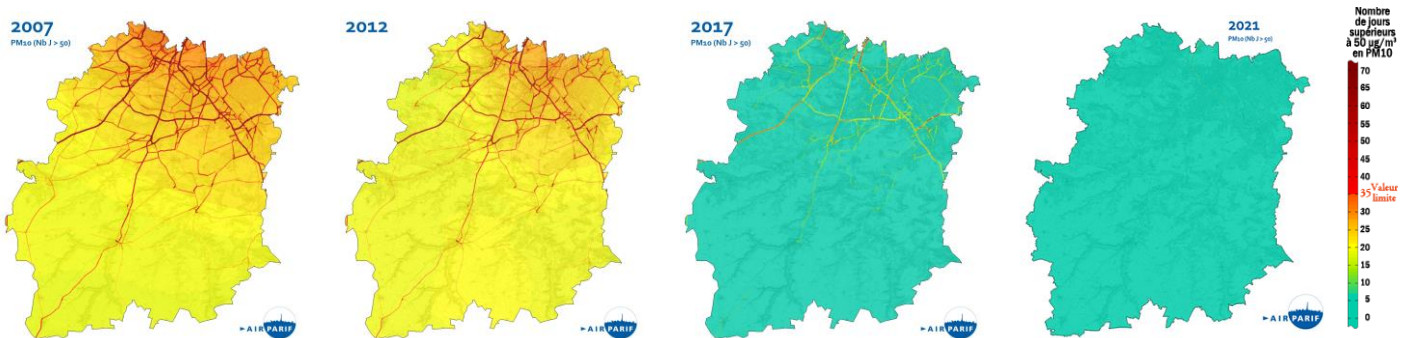 2007
PM10 (Nb J > 50)
AIRPARIF
2012
AIRPARIF
2017
PM10 (Nb J > 50)
AIRPARIF
2021
PM10 (Nb J > 50)
AIRPARIF
Nombre
de jours
supérieurs
à 50 µg/m³
en PM10
70
65
60
55
50
45
40
35 Valeur
limite
30
25
20
15
10
5
0